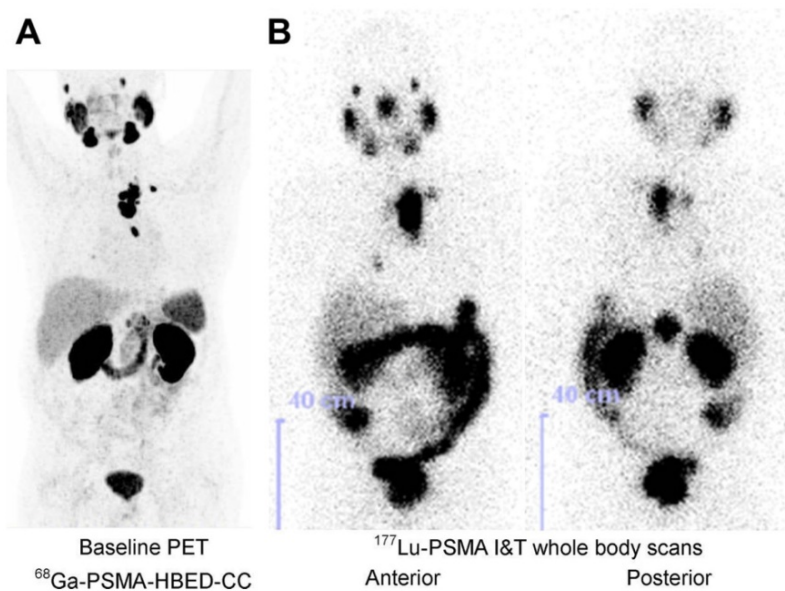 A
B
40 cm
40 cm
Baseline PET
⁶⁸Ga-PSMA-HBED-CC
¹⁷⁷Lu-PSMA I&T whole body scans
Anterior
Posterior